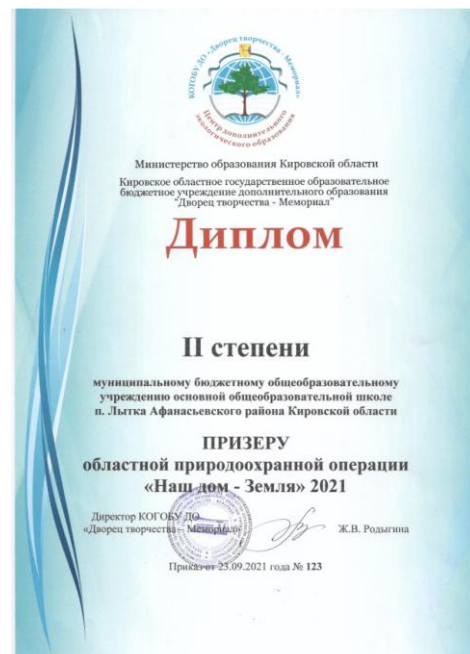 КОГОБУ ДО «Дворец творчества - Мемориал»
Центр дополнительного
экологического образования
Министерство образования Кировской области
Кировское областное государственное образовательное
бюджетное учреждение дополнительного образования
"Дворец творчества - Мемориал"
Диплом
II степени
муниципальному бюджетному общеобразовательному
учреждению основной общеобразовательной школе
п. Лытка Афанасьевского района Кировской области
ПРИЗЕРУ
областной природоохранной операции
«Наш дом - Земля» 2021
Директор КОГОБУ ДО
«Дворец творчества – Мемориал»
Ж.В. Родыгина
Приказ от 23.09.2021 года № 123